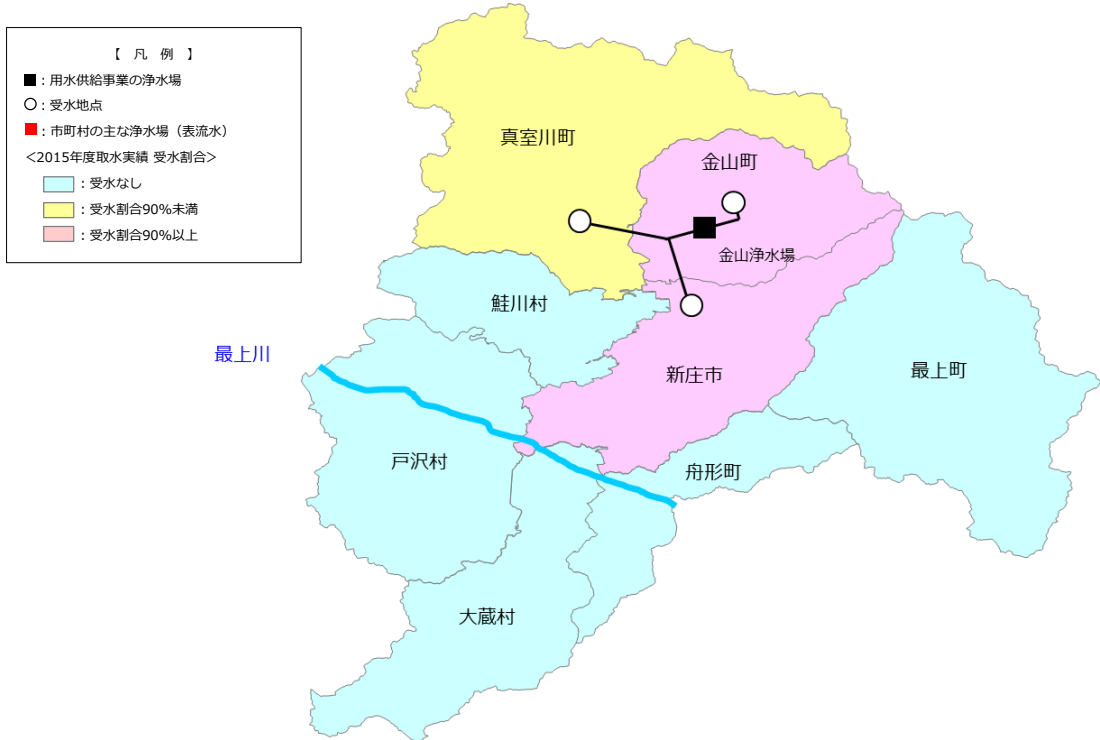 【 凡 例 】
■:用水供給事業の浄水場
○:受水地点
■:市町村の主な浄水場(表流水)
<2015年度取水実績 受水割合>
:受水なし
:受水割合90%未満
:受水割合90%以上
真室川町
金山町
金山浄水場
鮭川村
最上川
新庄市
最上町
戸沢村
舟形町
大蔵村